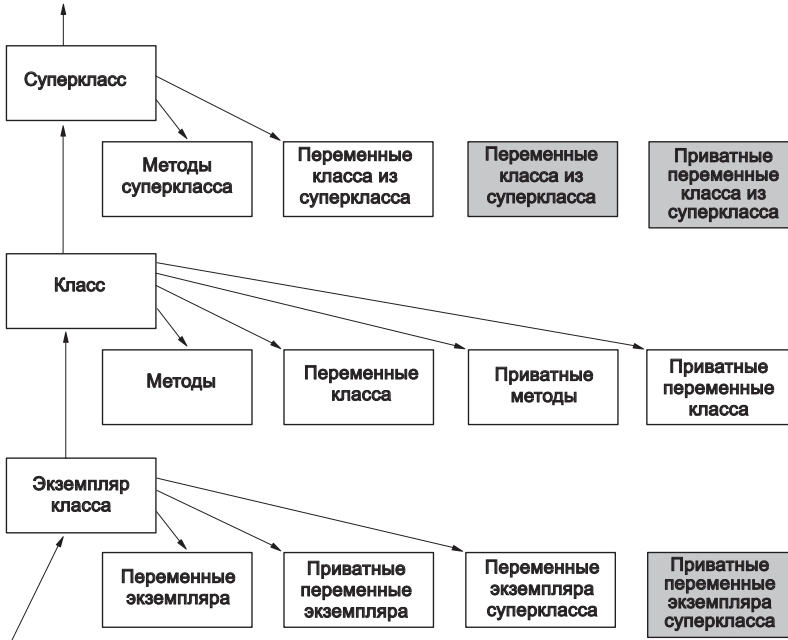 Суперкласс
Методы
суперкласса
Переменные
класса из
суперкласса
Переменные
класса из
суперкласса
Приватные
переменные
класса из
суперкласса
Класс
Методы
Переменные
класса
Приватные
методы
Приватные
переменные
класса
Экземпляр
класса
Переменные
экземпляра
Приватные
переменные
экземпляра
Переменные
экземпляра
суперкласса
Приватные
переменные
экземпляра
суперкласса